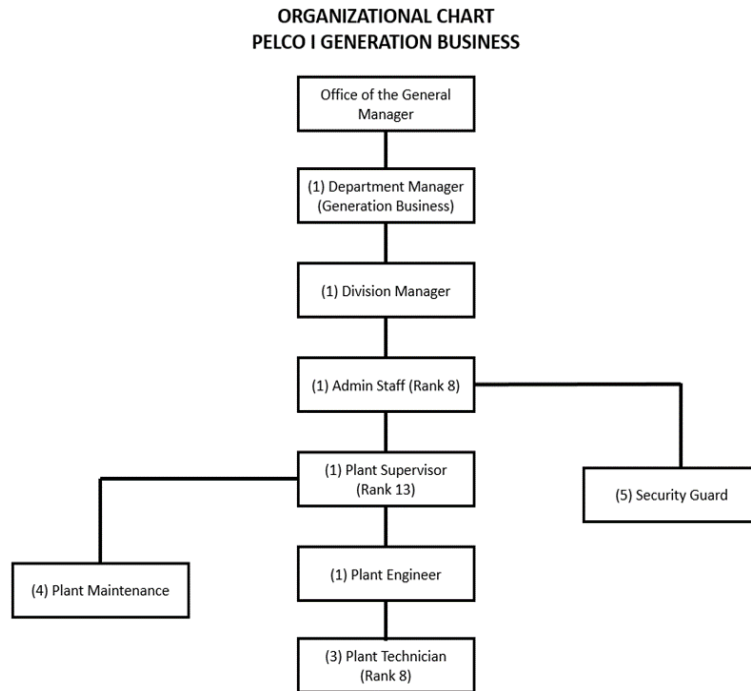 ORGANIZATIONAL CHART
PELCO I GENERATION BUSINESS
Office of the General
Manager
(1) Department Manager
(Generation Business)
(1) Division Manager
(1) Admin Staff (Rank 8)
(1) Plant Supervisor
(Rank 13)
(5) Security Guard
(4) Plant Maintenance
(1) Plant Engineer
(3) Plant Technician
(Rank 8)